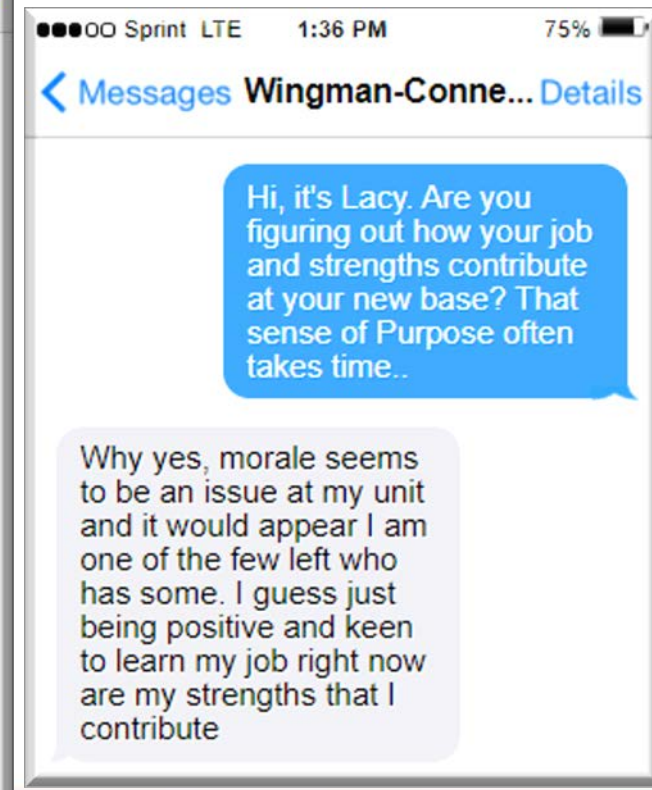 Sprint LTE 1:36 PM 75%
Messages Wingman-Conne... Details
Hi, it's Lacy. Are you
figuring out how your job
and strengths contribute
at your new base? That
sense of Purpose often
takes time..
Why yes, morale seems
to be an issue at my unit
and it would appear I am
one of the few left who
has some. I guess just
being positive and keen
to learn my job right now
are my strengths that I
contribute